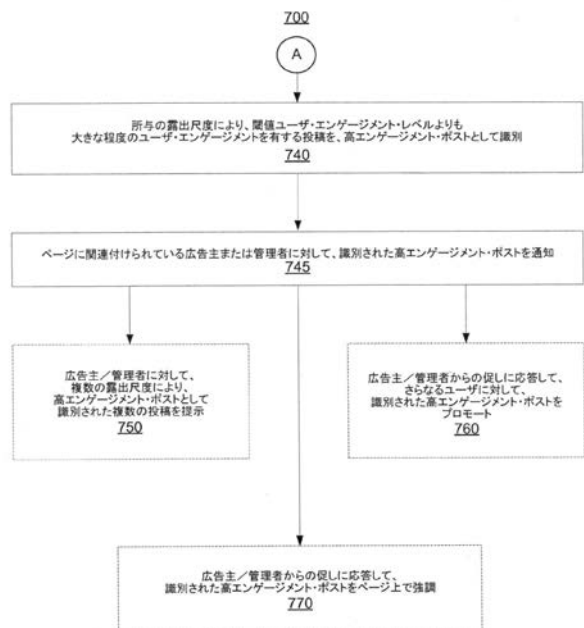 700
A
所与の露出尺度により、閾値ユーザ・エンゲージメント・レベルよりも
大きな程度のユーザ・エンゲージメントを有する投稿を、高エンゲージメント・ポストとして識別
740
ページに関連付けられている広告主または管理者に対して、識別された高エンゲージメント・ポストを通知
745
広告主／管理者に対して、
複数の露出尺度により、
高エンゲージメント・ポストとして
識別された複数の投稿を提示
750
広告主／管理者からの促しに応答して、
さらなるユーザに対して、
識別された高エンゲージメント・ポストを
プロモート
760
広告主／管理者からの促しに応答して、
識別された高エンゲージメント・ポストをページ上で強調
770